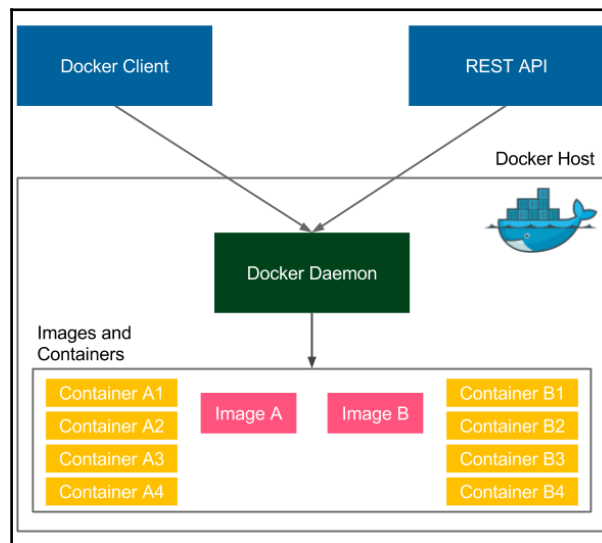 Docker Client
REST API
Docker Host
Docker Daemon
Images and
Containers
Container A1
Container A2
Container A3
Container A4
Image A
Image B
Container B1
Container B2
Container B3
Container B4